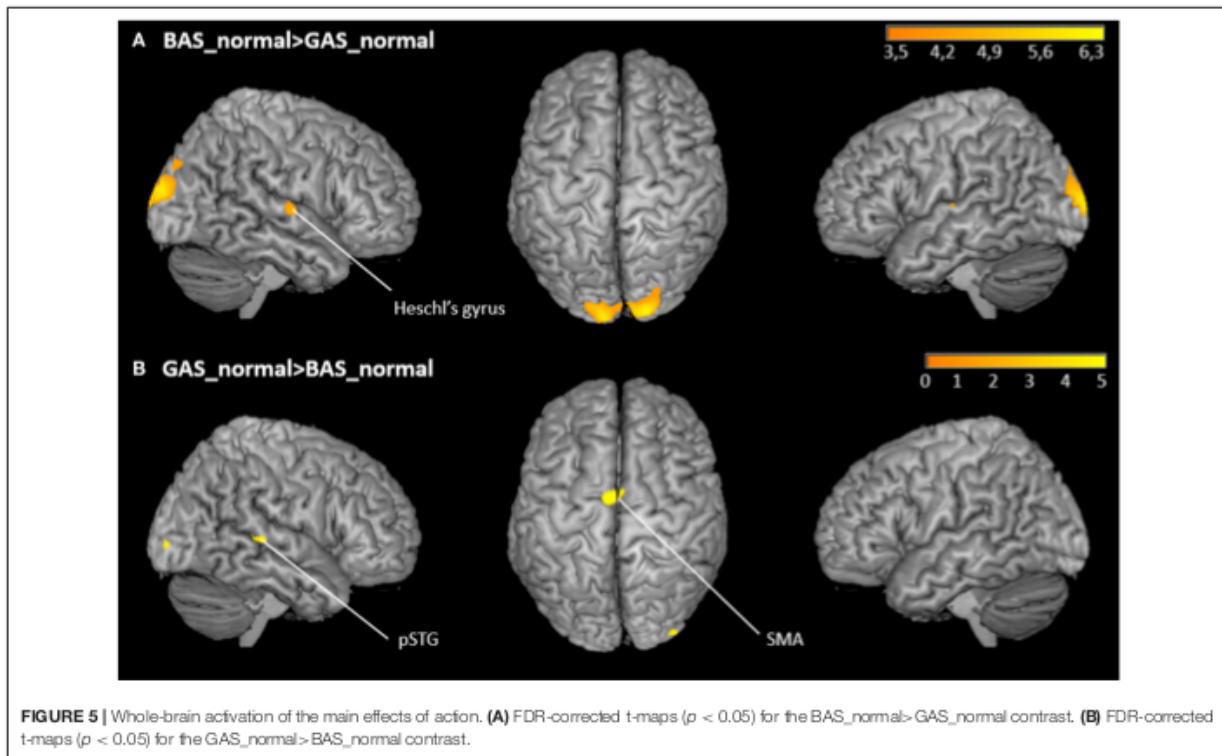 A BAS_normal>GAS_normal
3,5 4,2 4,9 5,6 6,3
Heschl's gyrus
B GAS_normal>BAS_normal
0 1 2 3 4 5
pSTG
SMA
FIGURE 5 | Whole-brain activation of the main effects of action. (A) FDR-corrected t-maps (p < 0.05) for the BAS_normal>GAS_normal contrast. (B) FDR-corrected
t-maps (p < 0.05) for the GAS_normal>BAS_normal contrast.